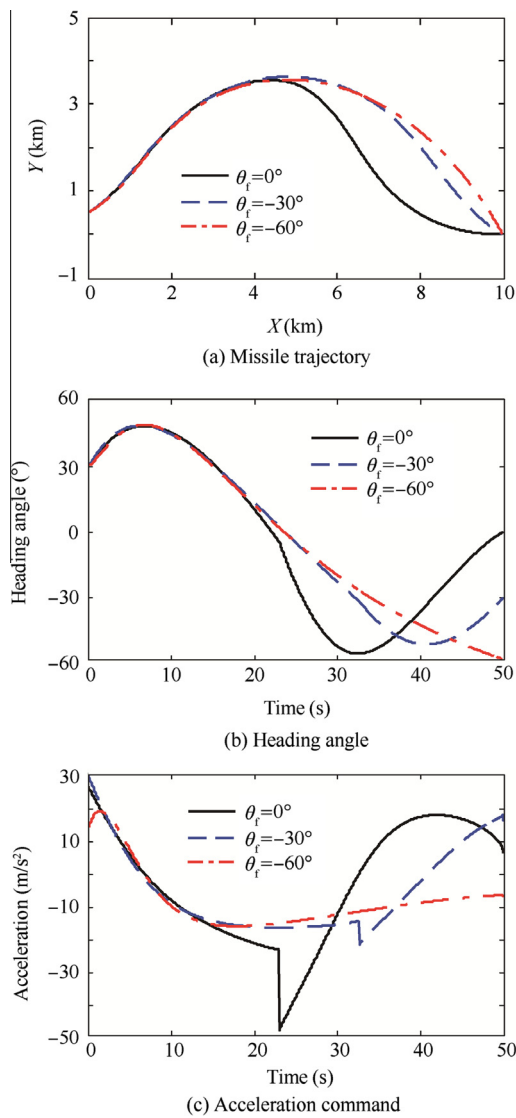 5
3
1
−1
Y (km)
θf=0°
θf=−30°
θf=−60°
0 2 4 6 8 10
X (km)
(a) Missile trajectory
60
30
0
−30
−60
Heading angle (°)
θf=0°
θf=−30°
θf=−60°
0 10 20 30 40 50
Time (s)
(b) Heading angle
30
10
−10
−30
−50
Acceleration (m/s²)
θf=0°
θf=−30°
θf=−60°
0 10 20 30 40 50
Time (s)
(c) Acceleration command